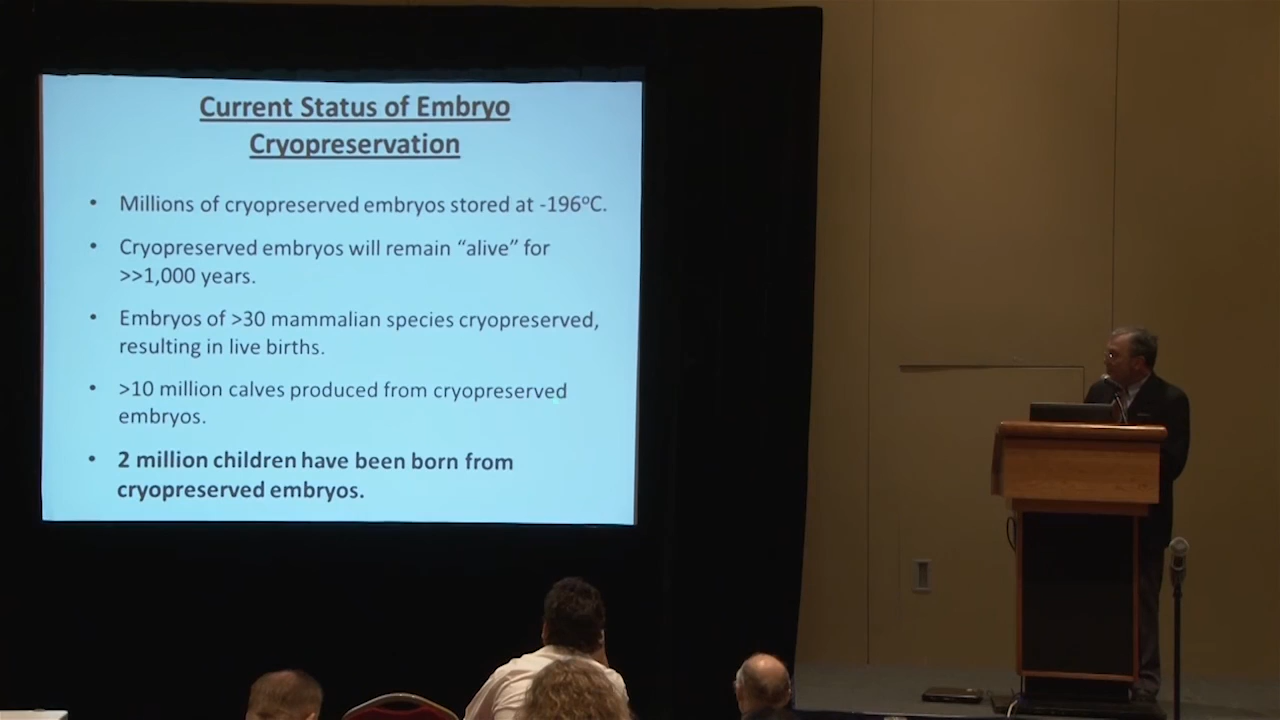 Current Status of Embryo
Cryopreservation
• Millions of cryopreserved embryos stored at -196ºC.
• Cryopreserved embryos will remain “alive” for
>>1,000 years.
• Embryos of >30 mammalian species cryopreserved,
resulting in live births.
• >10 million calves produced from cryopreserved
embryos.
• 2 million children have been born from
cryopreserved embryos.